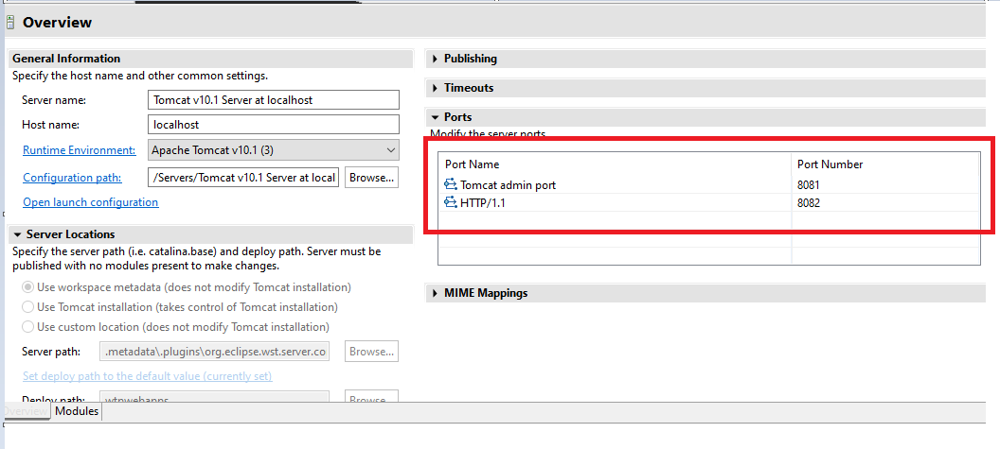 Overview
General Information
Specify the host name and other common settings.
Server name: Tomcat v10.1 Server at localhost
Host name: localhost
Runtime Environment: Apache Tomcat v10.1 (3)
Configuration path: /Servers/Tomcat v10.1 Server at local Browse...
Open launch configuration
Server Locations
Specify the server path (i.e. catalina.base) and deploy path. Server must be
published with no modules present to make changes.
Use workspace metadata (does not modify Tomcat installation)
Use Tomcat installation (takes control of Tomcat installation)
Use custom location (does not modify Tomcat installation)
Server path: .metadata\.plugins\org.eclipse.wst.server.co Browse...
Set deploy path to the default value (currently set)
Deploy path: wtpwebapps Browse...
Overview Modules
Publishing
Timeouts
Ports
Modify the server ports.
Port Name Port Number
Tomcat admin port 8081
HTTP/1.1 8082
MIME Mappings